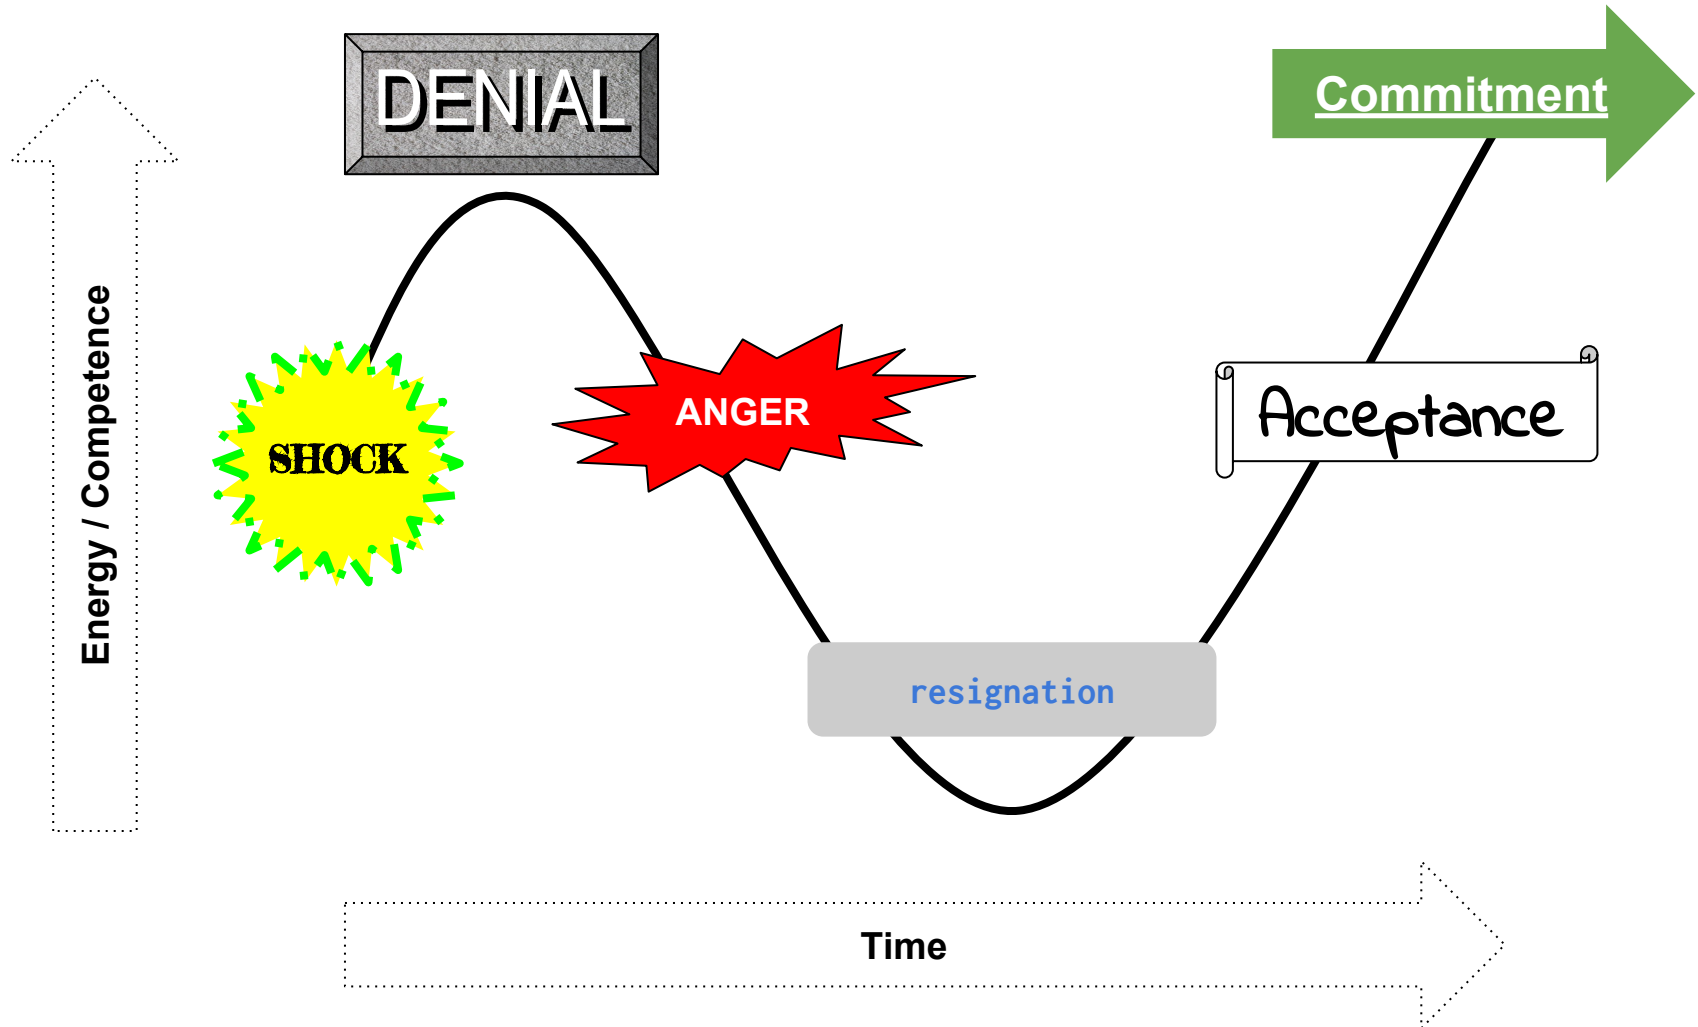 DENIAL
Commitment
SHOCK
ANGER
Acceptance
resignation
Energy / Competence
Time